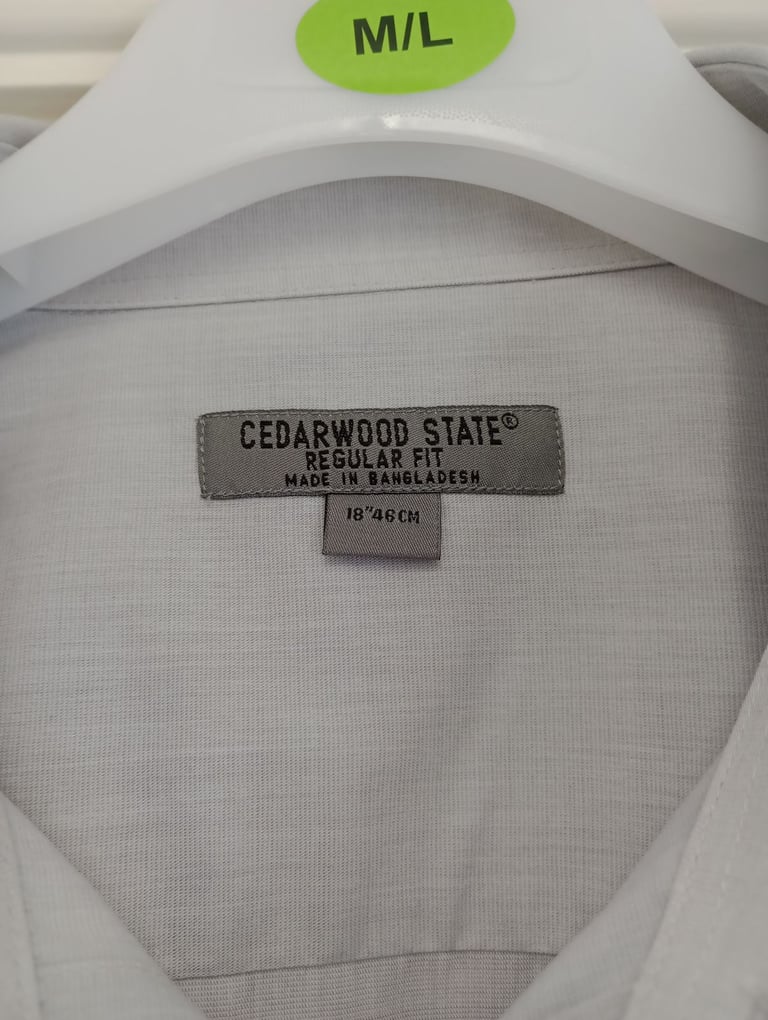 M/L
CEDARWOOD STATE®
REGULAR FIT
MADE IN BANGLADESH
18"46CM